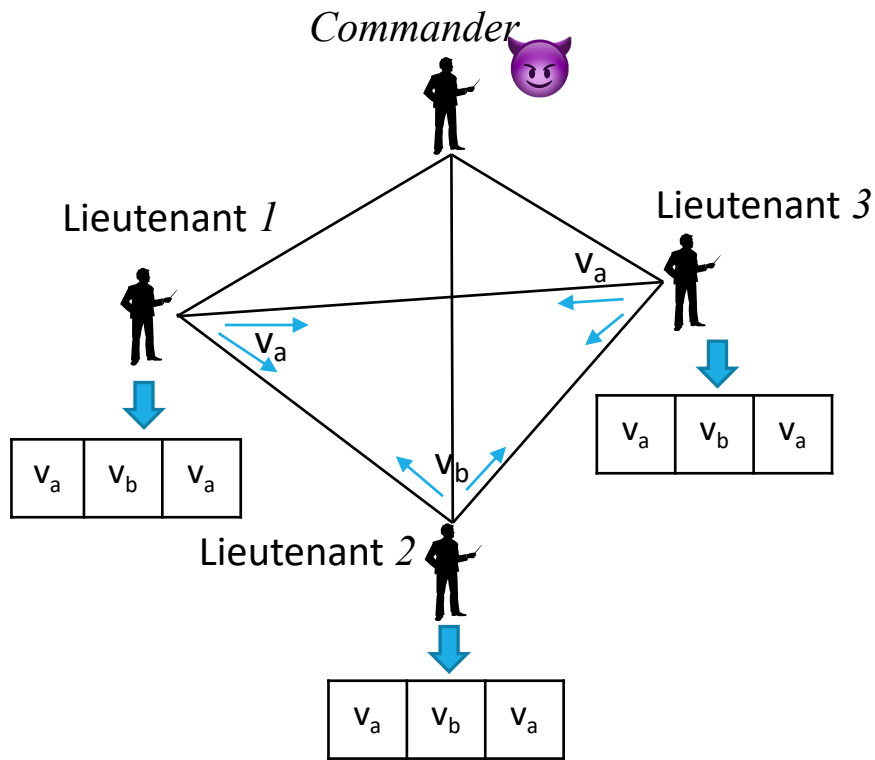 Commander
Lieutenant 1
Lieutenant 3
va
va
va vb va
va vb va
vb
Lieutenant 2
va vb va